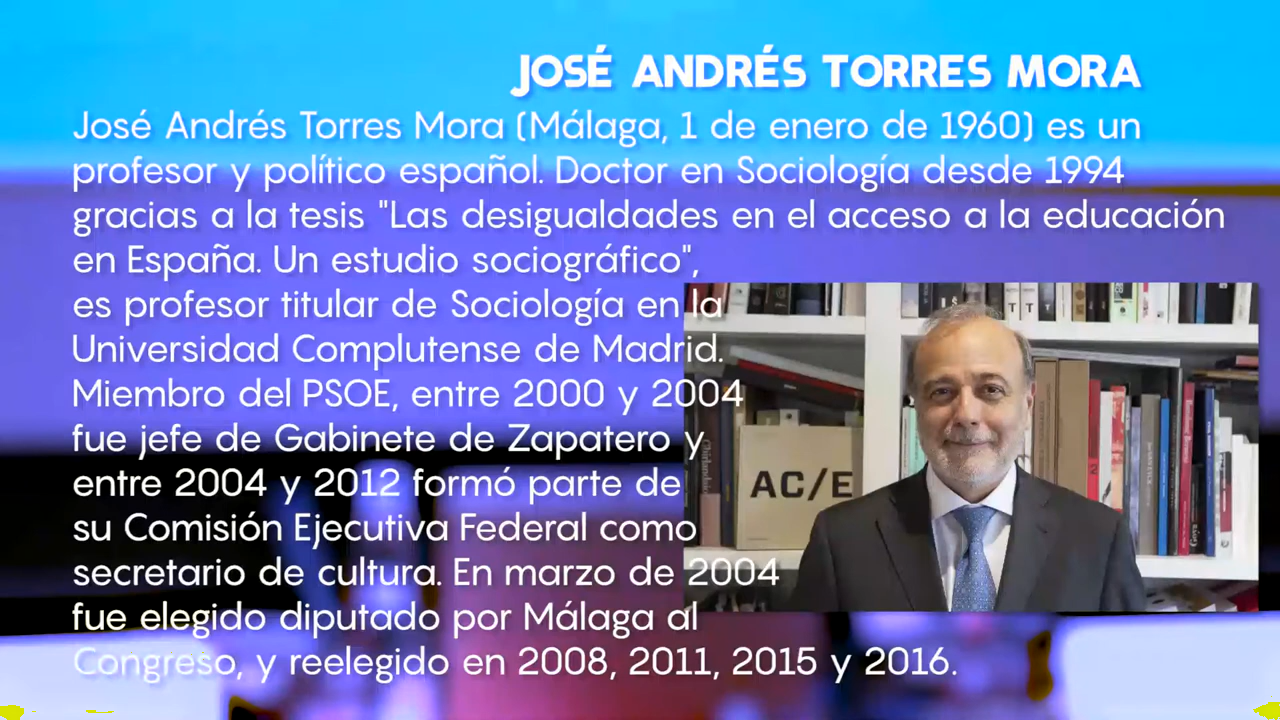 JOSÉ ANDRÉS TORRES MORA
José Andrés Torres Mora (Málaga, 1 de enero de 1960) es un
profesor y político español. Doctor en Sociología desde 1994
gracias a la tesis "Las desigualdades en el acceso a la educación
en España. Un estudio sociográfico",
es profesor titular de Sociología en la
Universidad Complutense de Madrid.
Miembro del PSOE, entre 2000 y 2004
fue jefe de Gabinete de Zapatero y
entre 2004 y 2012 formó parte de
su Comisión Ejecutiva Federal como
secretario de cultura. En marzo de 2004
fue elegido diputado por Málaga al
Congreso, y reelegido en 2008, 2011, 2015 y 2016.
AC/E
Ghirlandaio